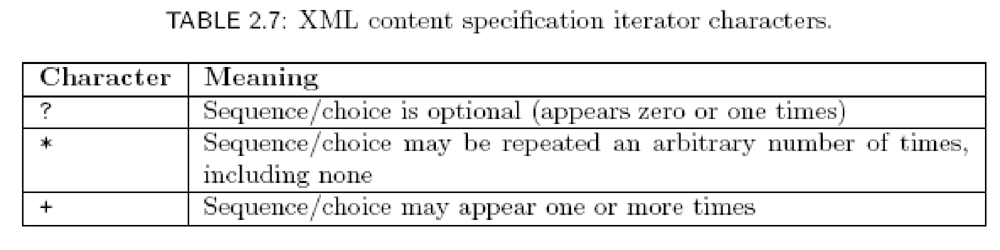 TABLE 2.7: XML content specification iterator characters.
Character Meaning
? Sequence/choice is optional (appears zero or one times)
* Sequence/choice may be repeated an arbitrary number of times,
including none
+ Sequence/choice may appear one or more times